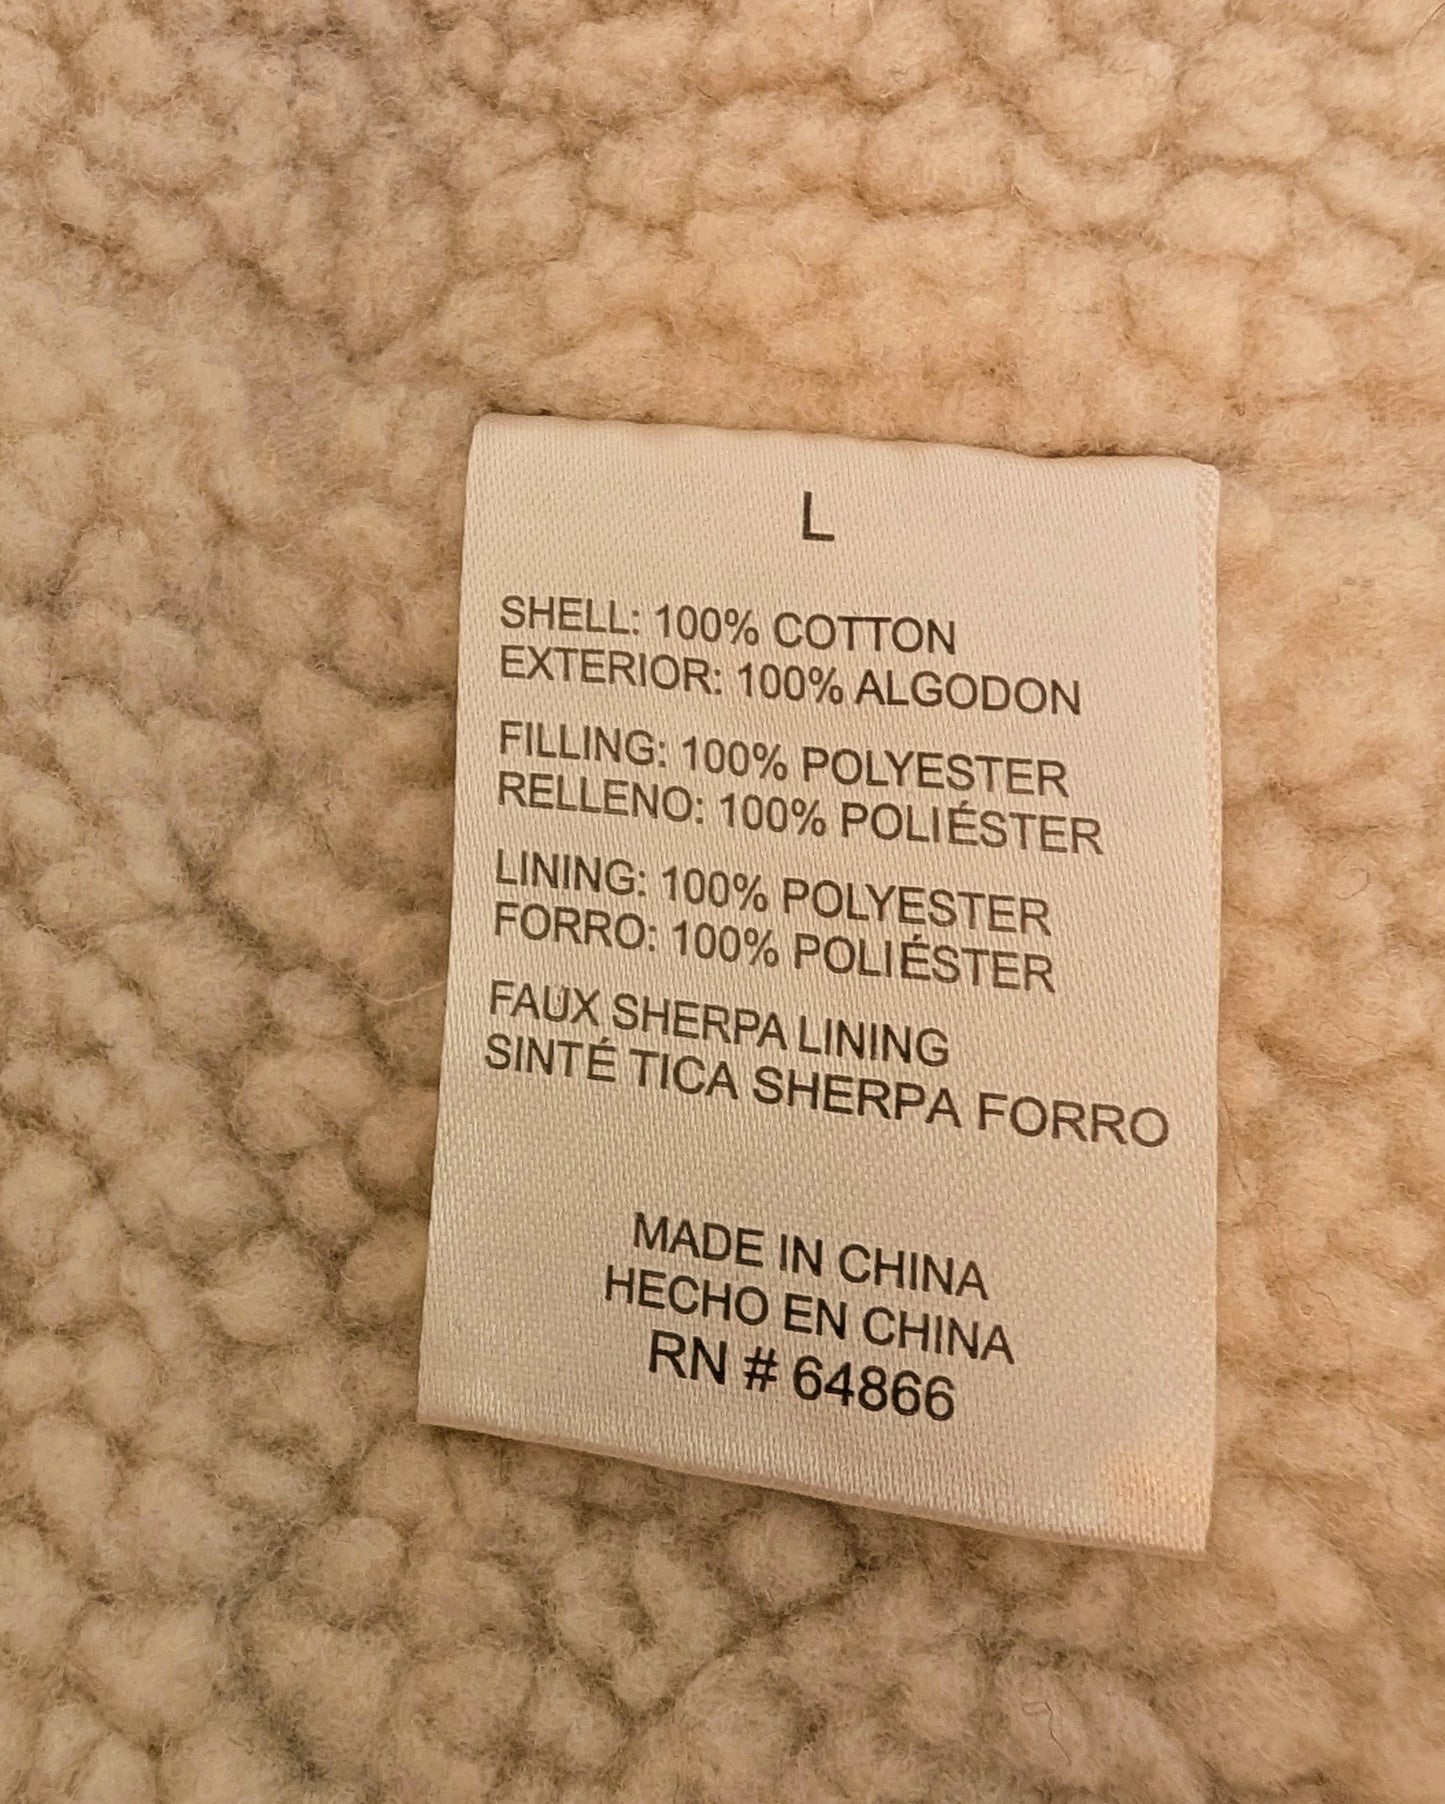 L
SHELL: 100% COTTON
EXTERIOR: 100% ALGODON
FILLING: 100% POLYESTER
RELLENO: 100% POLIÉSTER
LINING: 100% POLYESTER
FORRO: 100% POLIÉSTER
FAUX SHERPA LINING
SINTÉ TICA SHERPA FORRO
MADE IN CHINA
HECHO EN CHINA
RN # 64866